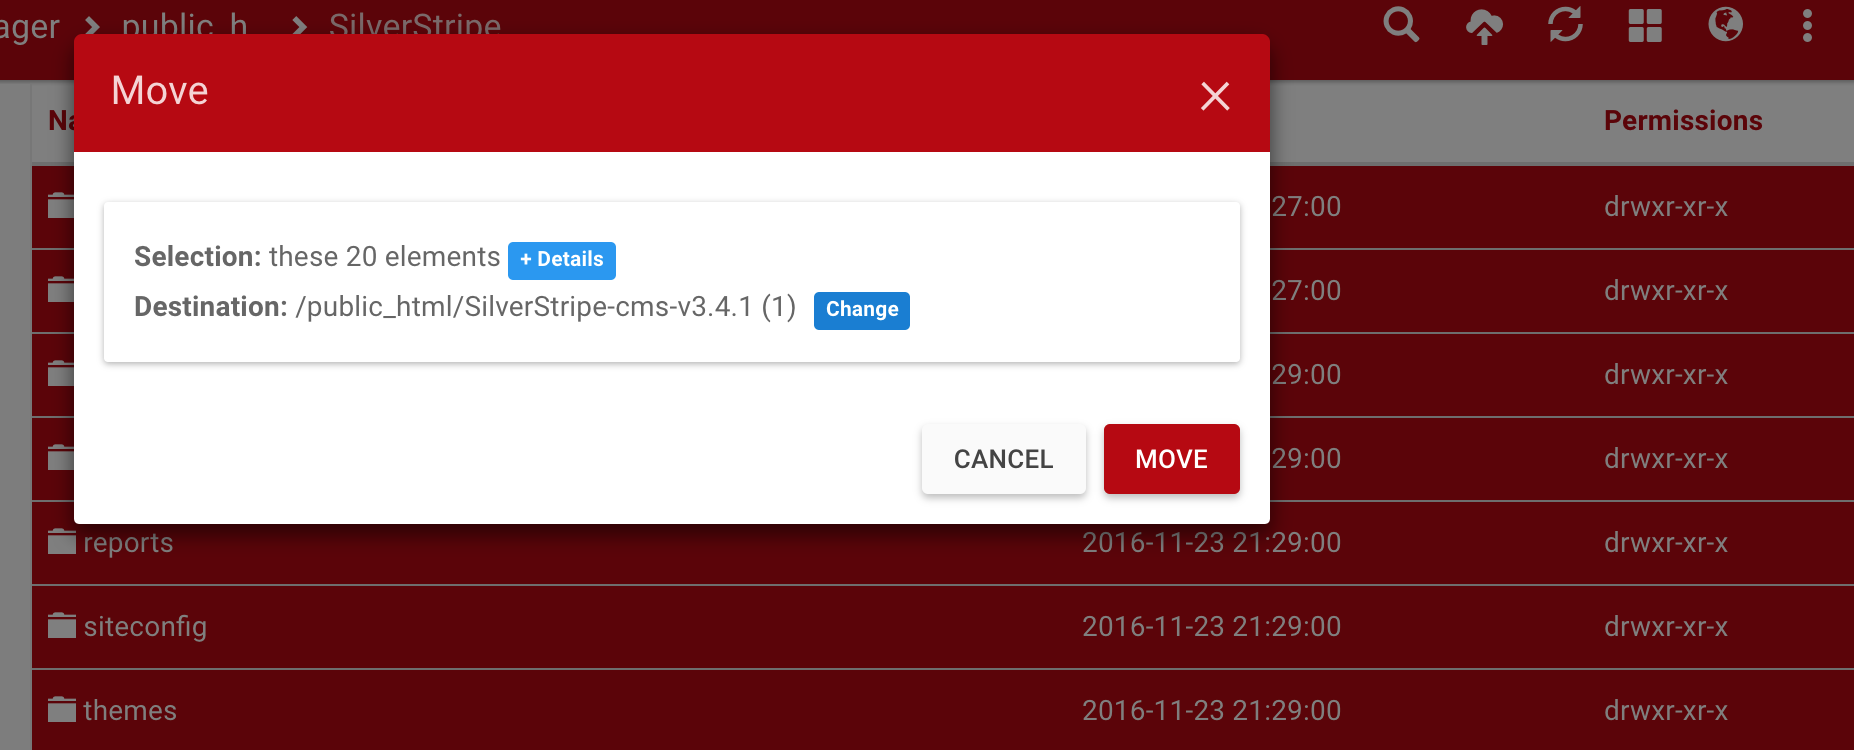 ager > public_h > SilverStripe
Move
Permissions
27:00 drwxr-xr-x
27:00 drwxr-xr-x
29:00 drwxr-xr-x
29:00 drwxr-xr-x
Selection: these 20 elements + Details
Destination: /public_html/SilverStripe-cms-v3.4.1 (1) Change
CANCEL MOVE
reports 2016-11-23 21:29:00 drwxr-xr-x
siteconfig 2016-11-23 21:29:00 drwxr-xr-x
themes 2016-11-23 21:29:00 drwxr-xr-x